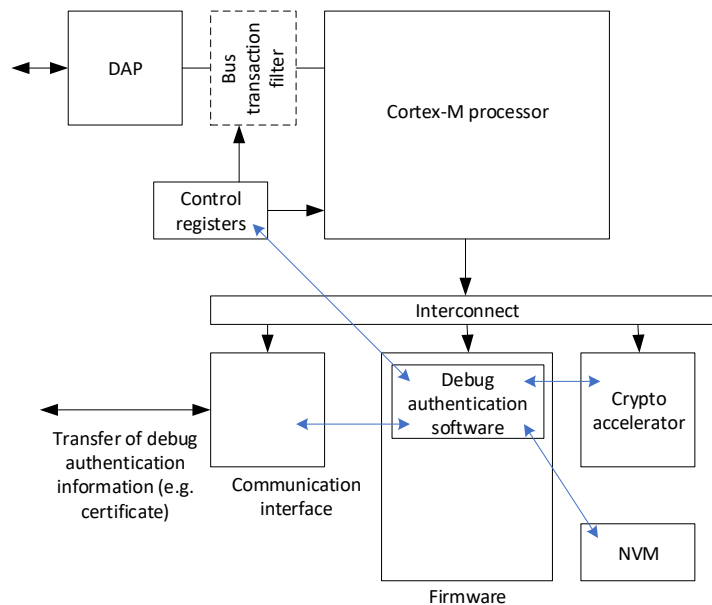 DAP
Bus
transaction
filter
Cortex-M processor
Control
registers
Interconnect
Debug
authentication
software
Crypto
accelerator
Transfer of debug
authentication
information (e.g.
certificate)
Communication
interface
NVM
Firmware